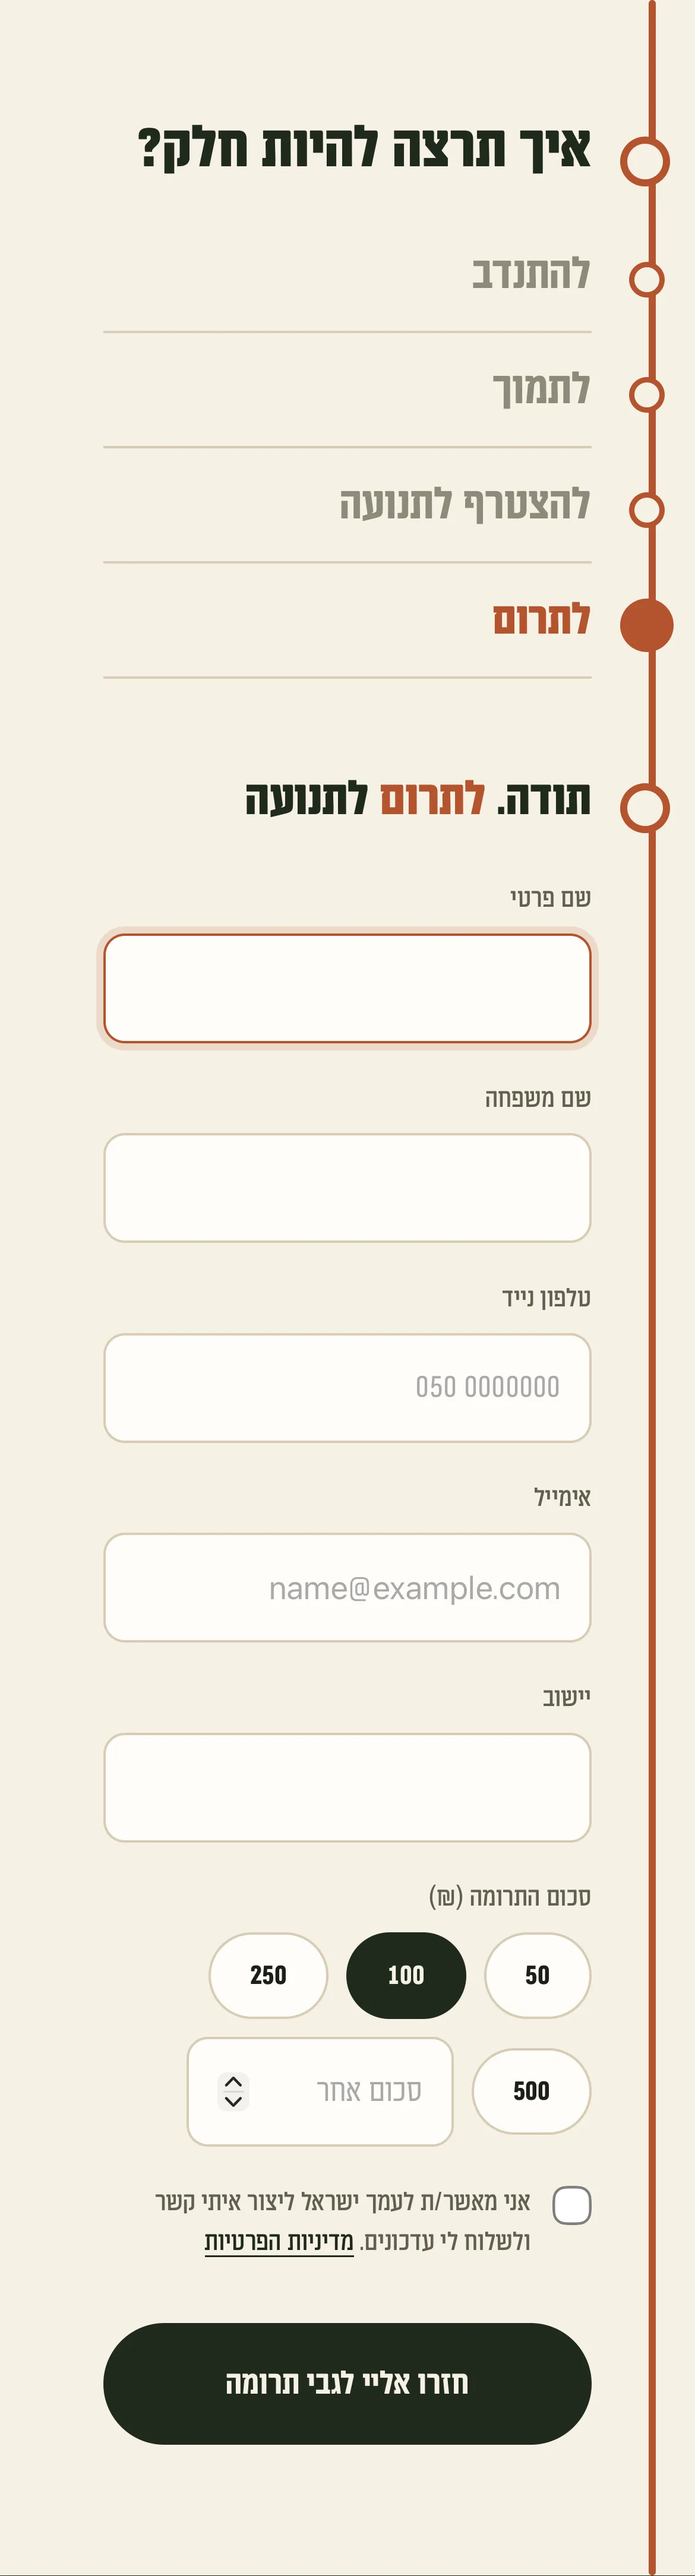 איך תרצה להיות חלק?
להתנדב
לתמוך
להצטרף לתנועה
לתרום
תודה. לתרום לתנועה
שם פרטי
שם משפחה
טלפון נייד
050 0000000
אימייל
name@example.com
יישוב
סכום התרומה (₪)
50 100 250
500 סכום אחר
אני מאשר/ת לעמך ישראל ליצור איתי קשר
ולשלוח לי עדכונים. מדיניות הפרטיות
חזרו אליי לגבי תרומה